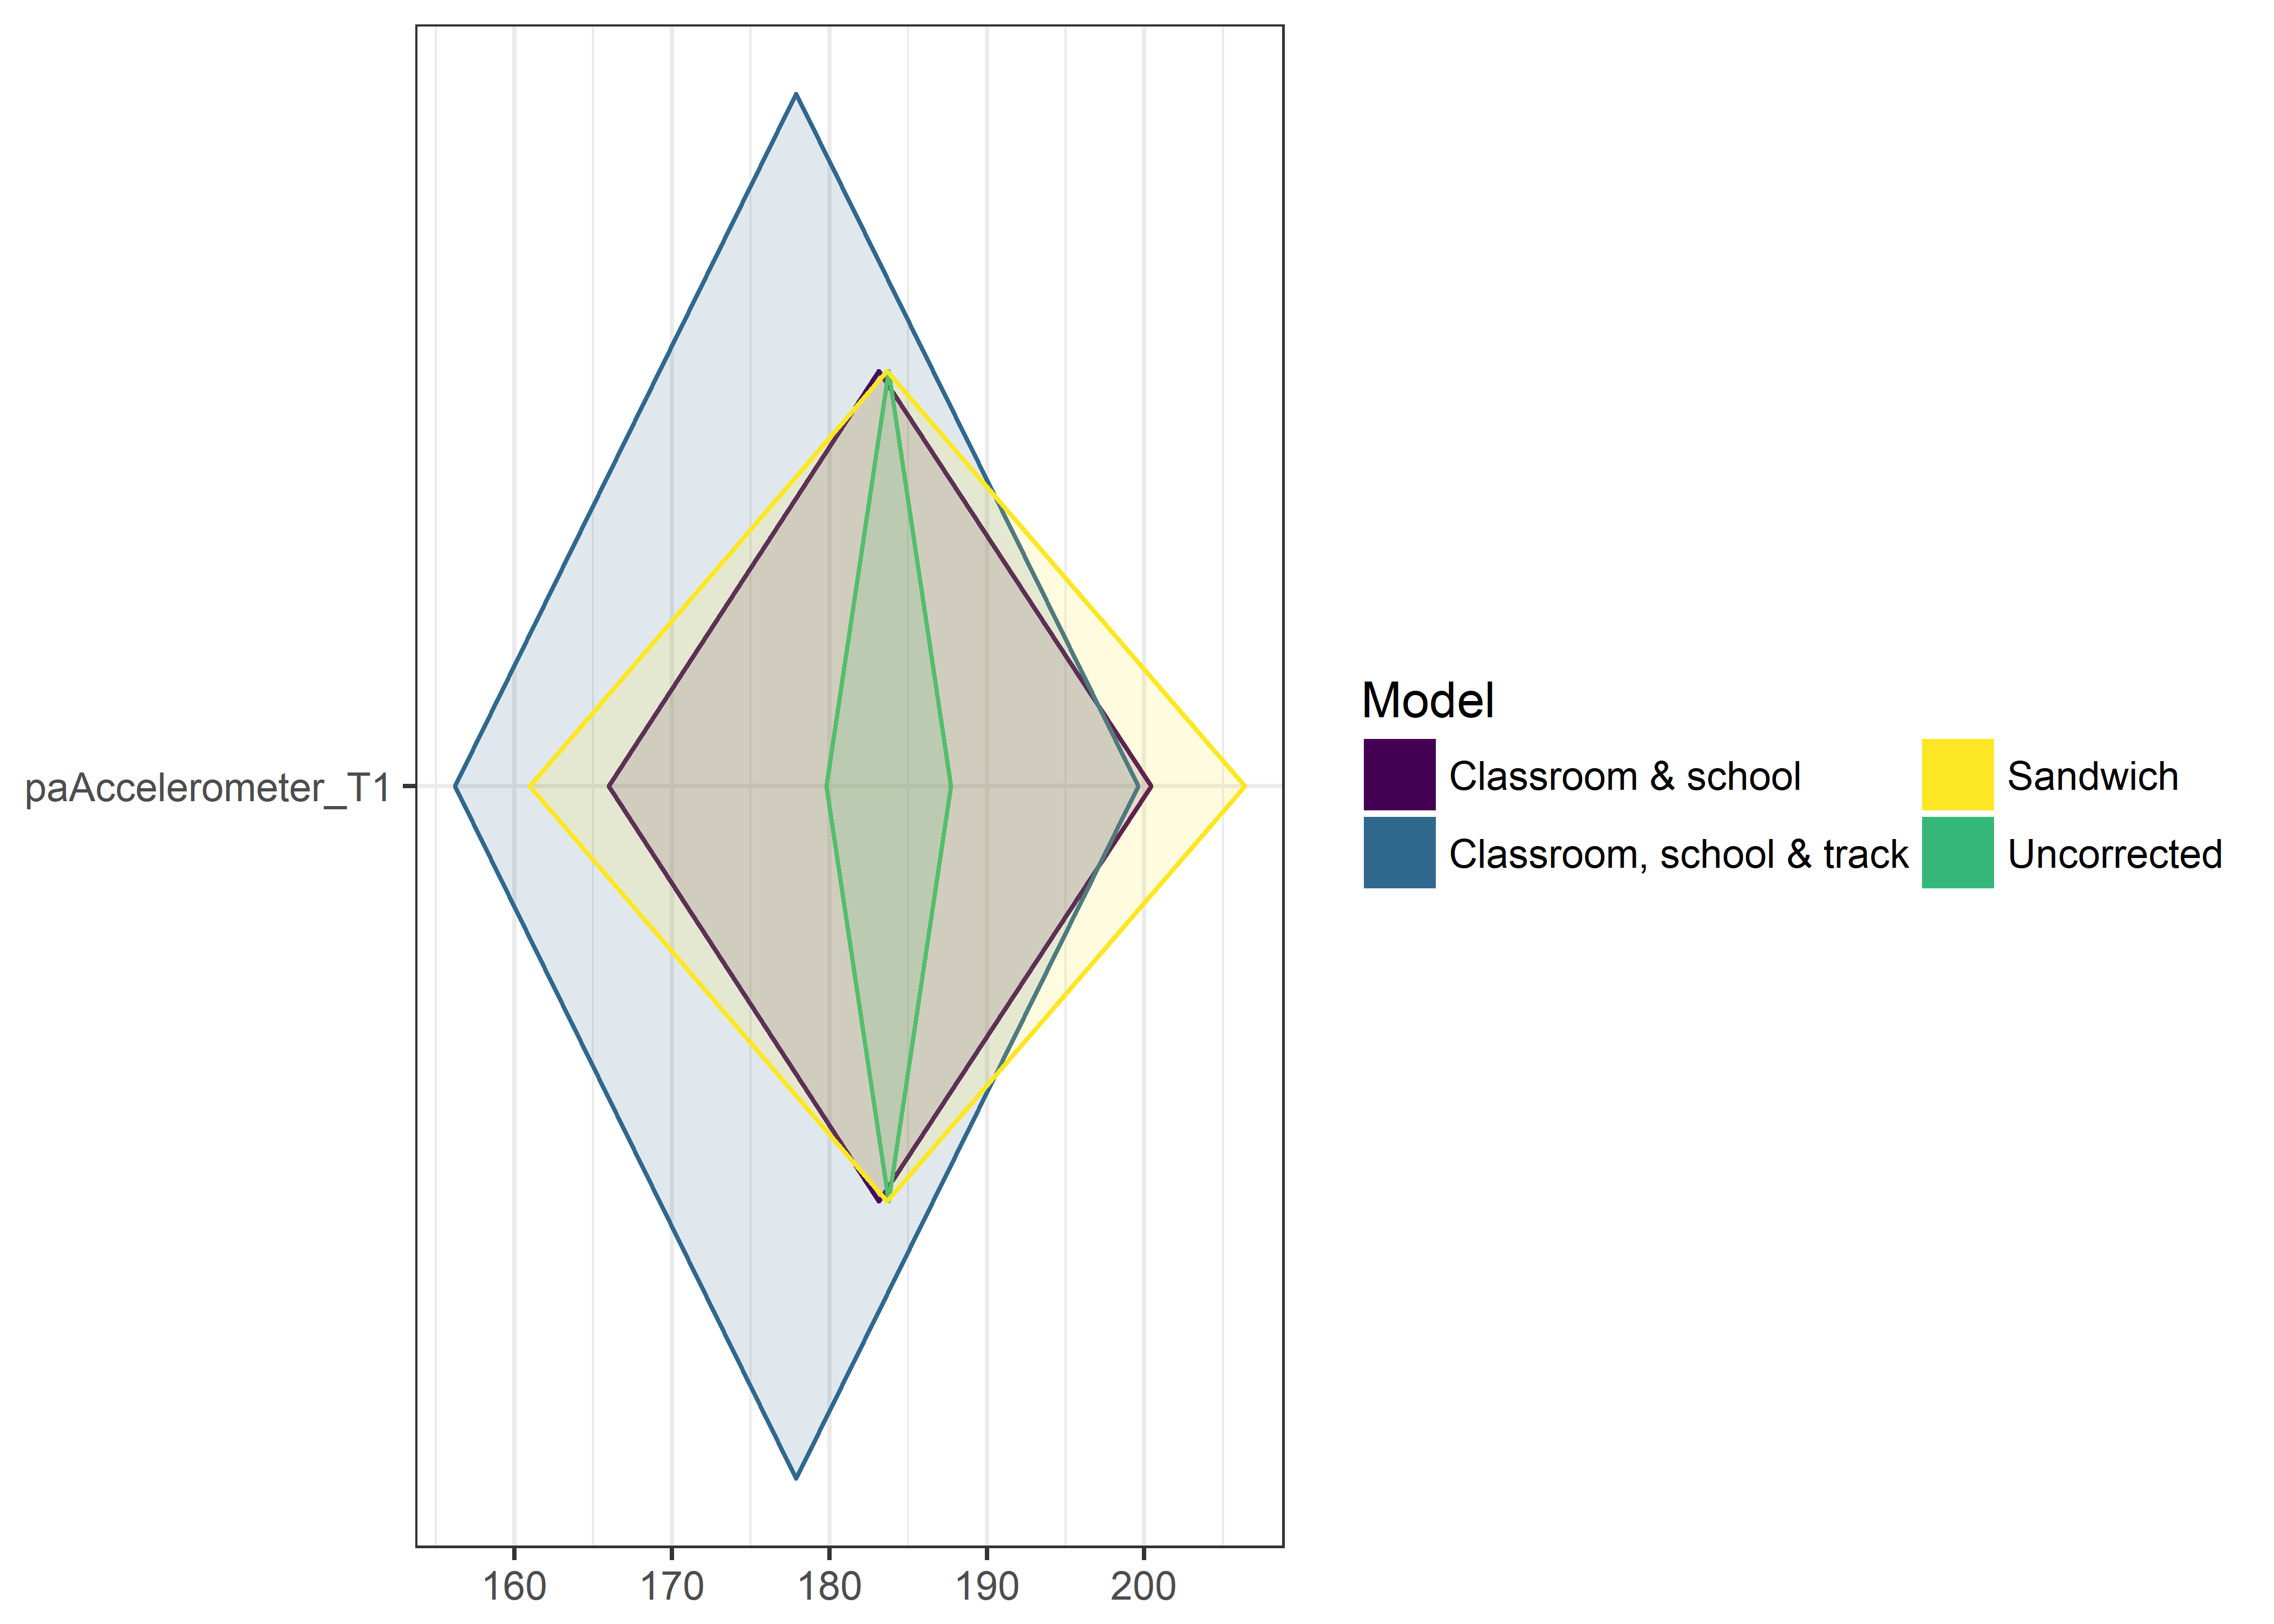 paAccelerometer_T1
160 170 180 190 200
Model
Classroom & school
Sandwich
Classroom, school & track
Uncorrected